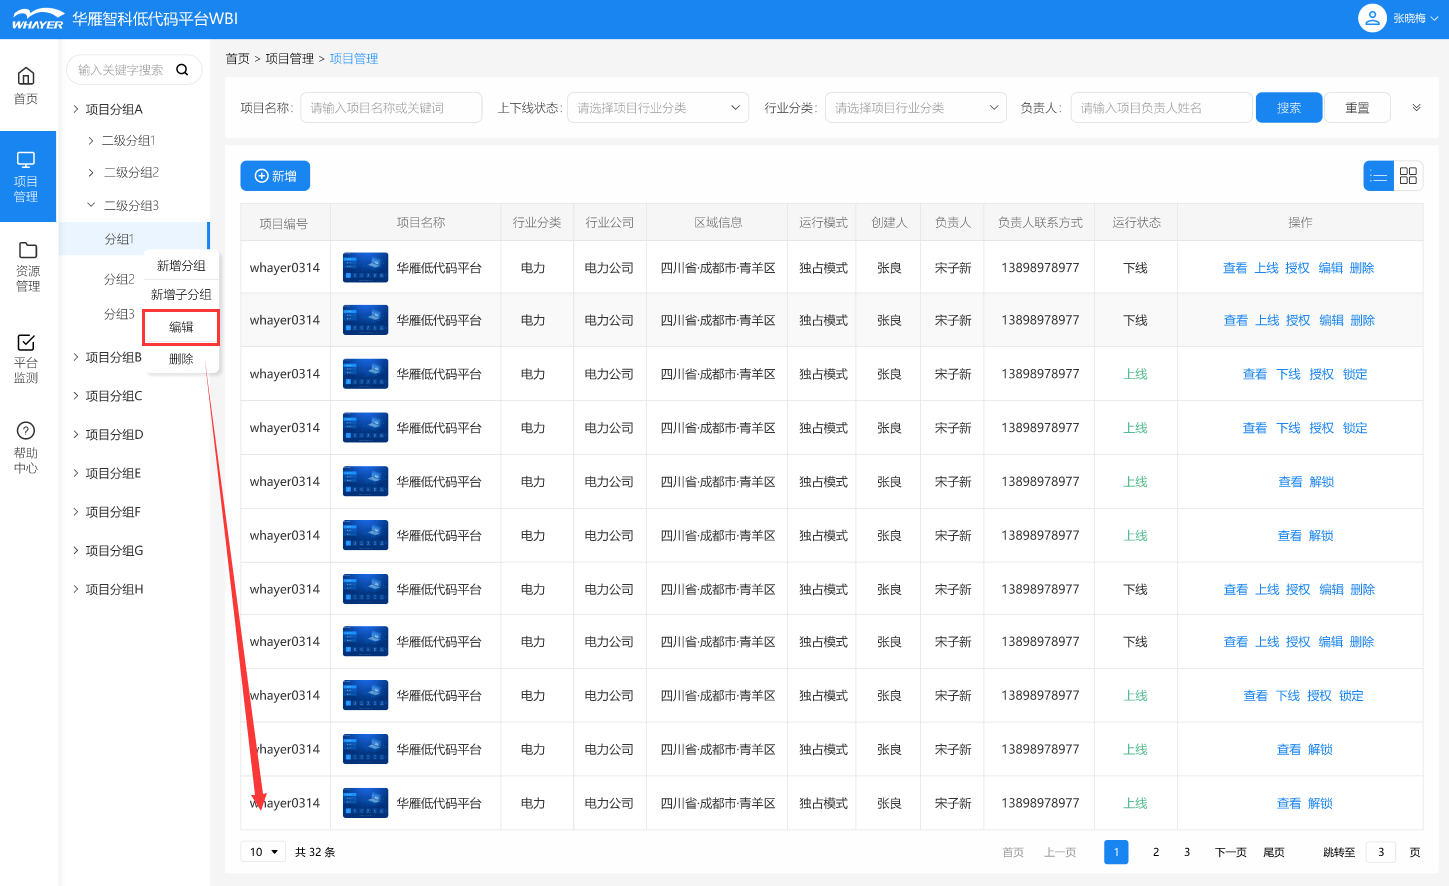 WHAYER 华雁智科低代码平台WBI
张晓梅
首页
项目
管理
资源
管理
平台
监测
帮助
中心
输入关键字搜索
项目分组A
二级分组1
二级分组2
二级分组3
分组1
分组2
分组3
新增分组
新增子分组
编辑
删除
项目分组B
项目分组C
项目分组D
项目分组E
项目分组F
项目分组G
项目分组H
首页 > 项目管理 > 项目管理
项目名称: 请输入项目名称或关键词 上下线状态: 请选择项目行业分类 行业分类: 请选择项目行业分类 负责人: 请输入项目负责人姓名 搜索 重置
新增
项目编号 项目名称 行业分类 行业公司 区域信息 运行模式 创建人 负责人 负责人联系方式 运行状态 操作
whayer0314 华雁低代码平台 电力 电力公司 四川省·成都市·青羊区 独占模式 张良 宋子新 13898978977 下线 查看 上线 授权 编辑 删除
whayer0314 华雁低代码平台 电力 电力公司 四川省·成都市·青羊区 独占模式 张良 宋子新 13898978977 下线 查看 上线 授权 编辑 删除
whayer0314 华雁低代码平台 电力 电力公司 四川省·成都市·青羊区 独占模式 张良 宋子新 13898978977 上线 查看 下线 授权 锁定
whayer0314 华雁低代码平台 电力 电力公司 四川省·成都市·青羊区 独占模式 张良 宋子新 13898978977 上线 查看 下线 授权 锁定
whayer0314 华雁低代码平台 电力 电力公司 四川省·成都市·青羊区 独占模式 张良 宋子新 13898978977 上线 查看 解锁
whayer0314 华雁低代码平台 电力 电力公司 四川省·成都市·青羊区 独占模式 张良 宋子新 13898978977 上线 查看 解锁
whayer0314 华雁低代码平台 电力 电力公司 四川省·成都市·青羊区 独占模式 张良 宋子新 13898978977 下线 查看 上线 授权 编辑 删除
whayer0314 华雁低代码平台 电力 电力公司 四川省·成都市·青羊区 独占模式 张良 宋子新 13898978977 下线 查看 上线 授权 编辑 删除
whayer0314 华雁低代码平台 电力 电力公司 四川省·成都市·青羊区 独占模式 张良 宋子新 13898978977 上线 查看 下线 授权 锁定
whayer0314 华雁低代码平台 电力 电力公司 四川省·成都市·青羊区 独占模式 张良 宋子新 13898978977 上线 查看 解锁
whayer0314 华雁低代码平台 电力 电力公司 四川省·成都市·青羊区 独占模式 张良 宋子新 13898978977 上线 查看 解锁
10 共 32 条 首页 上一页 1 2 3 下一页 尾页 跳转至 3 页